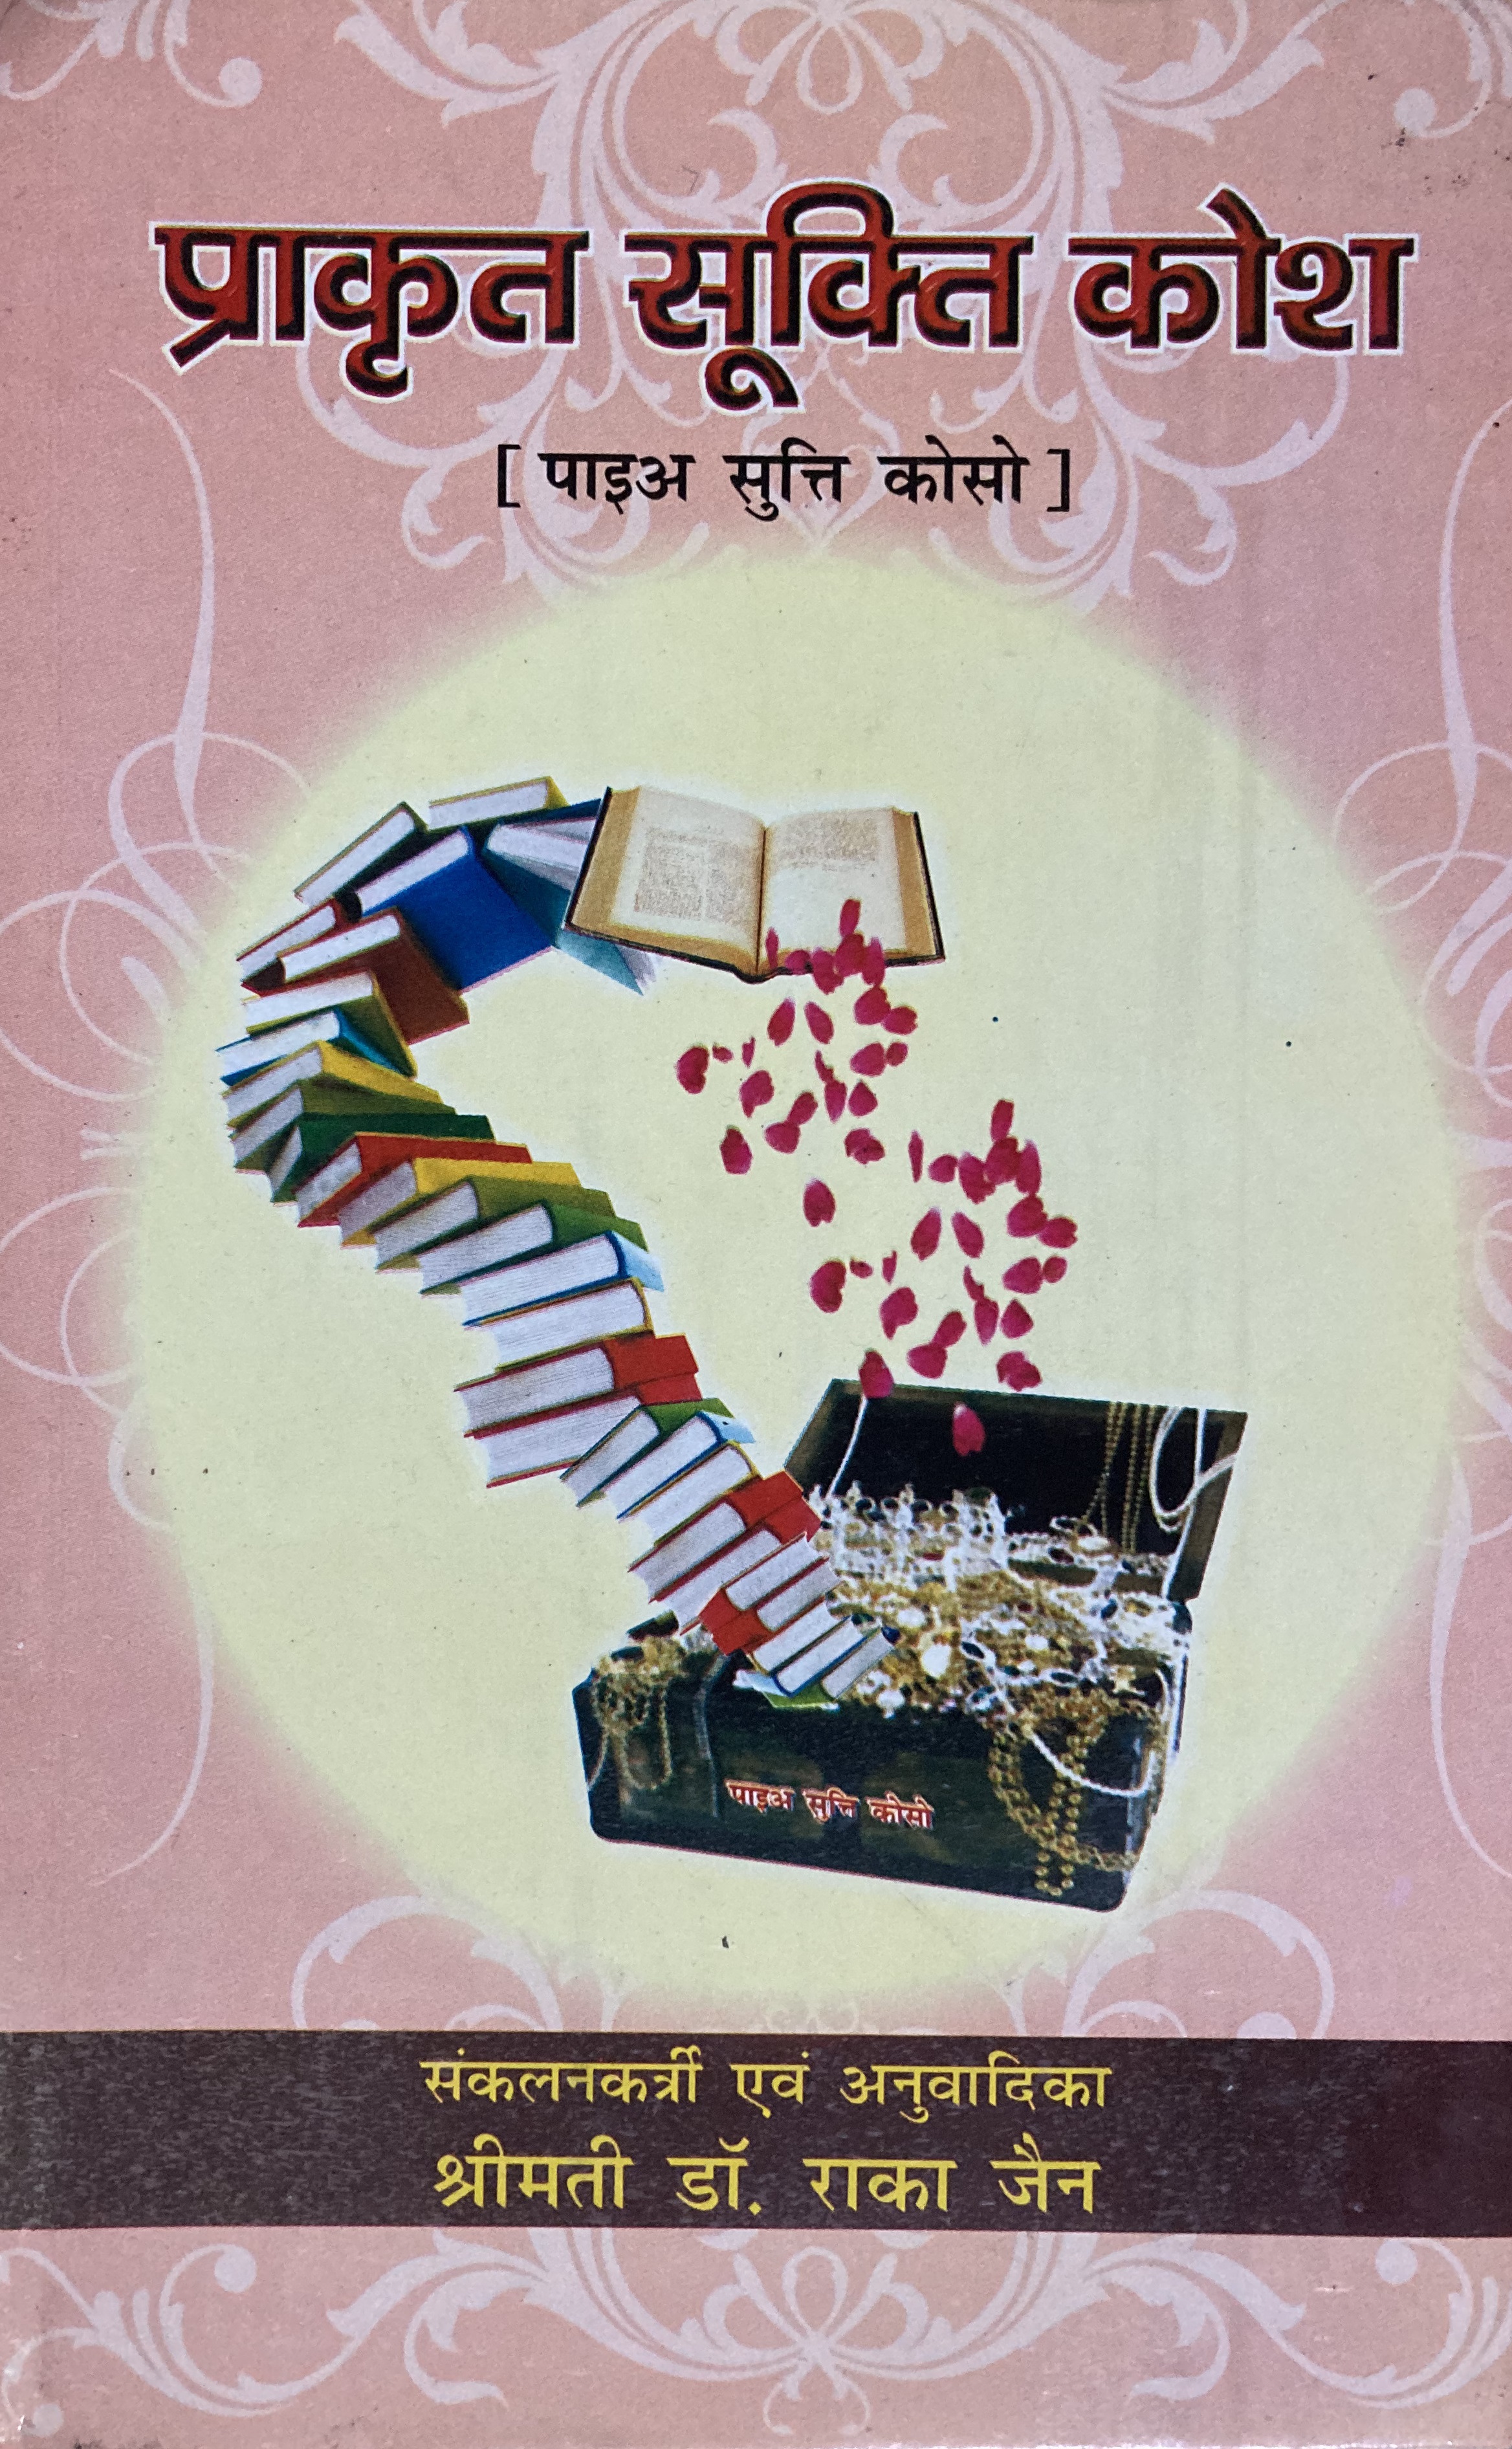 प्राकृत सूक्ति कोश
[ पाइअ सुत्ति कोसो ]
पाइअ सुत्ति कोसो
संकलनकर्त्री एवं अनुवादिका
श्रीमती डॉ. राका जैन